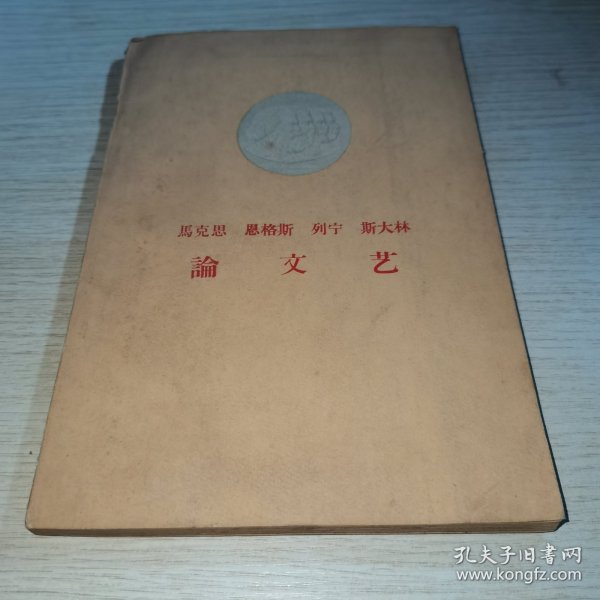 馬克思 恩格斯 列宁 斯大林
論文艺
孔夫子旧書网
www.kongfz.com